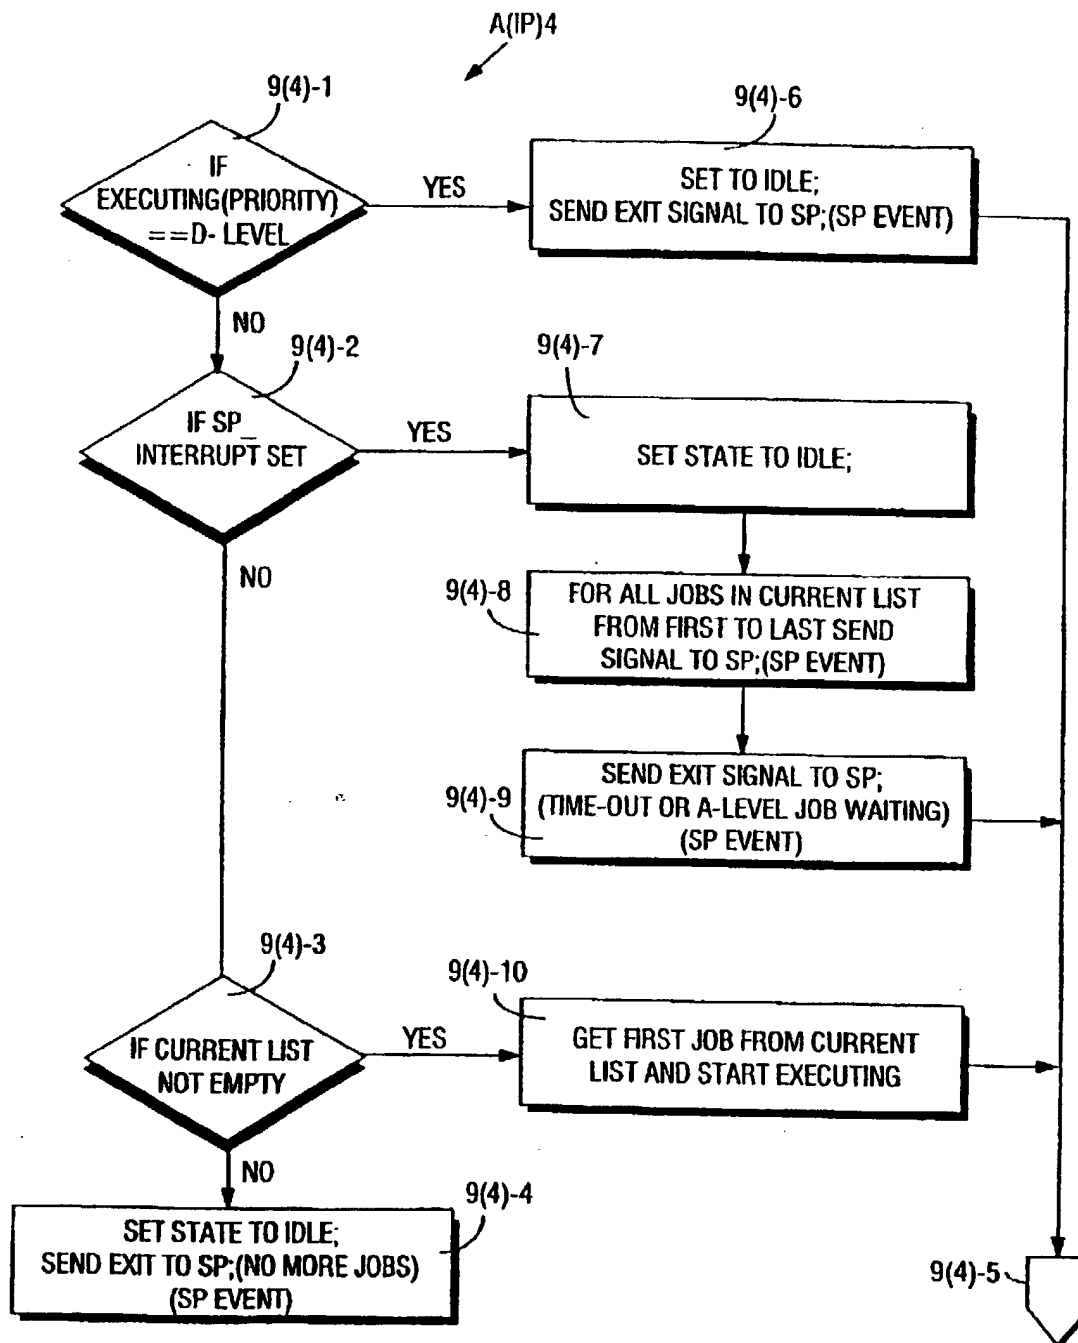 A(IP)4
9(4)-1
IF
EXECUTING(PRIORITY)
==D- LEVEL
YES
9(4)-6
SET TO IDLE;
SEND EXIT SIGNAL TO SP;(SP EVENT)
NO
9(4)-2
IF SP_
INTERRUPT SET
YES
9(4)-7
SET STATE TO IDLE;
NO
9(4)-8
FOR ALL JOBS IN CURRENT LIST
FROM FIRST TO LAST SEND
SIGNAL TO SP;(SP EVENT)
9(4)-9
SEND EXIT SIGNAL TO SP;
(TIME-OUT OR A-LEVEL JOB WAITING)
(SP EVENT)
9(4)-3
IF CURRENT LIST
NOT EMPTY
YES
9(4)-10
GET FIRST JOB FROM CURRENT
LIST AND START EXECUTING
NO
9(4)-4
SET STATE TO IDLE;
SEND EXIT TO SP;(NO MORE JOBS)
(SP EVENT)
9(4)-5